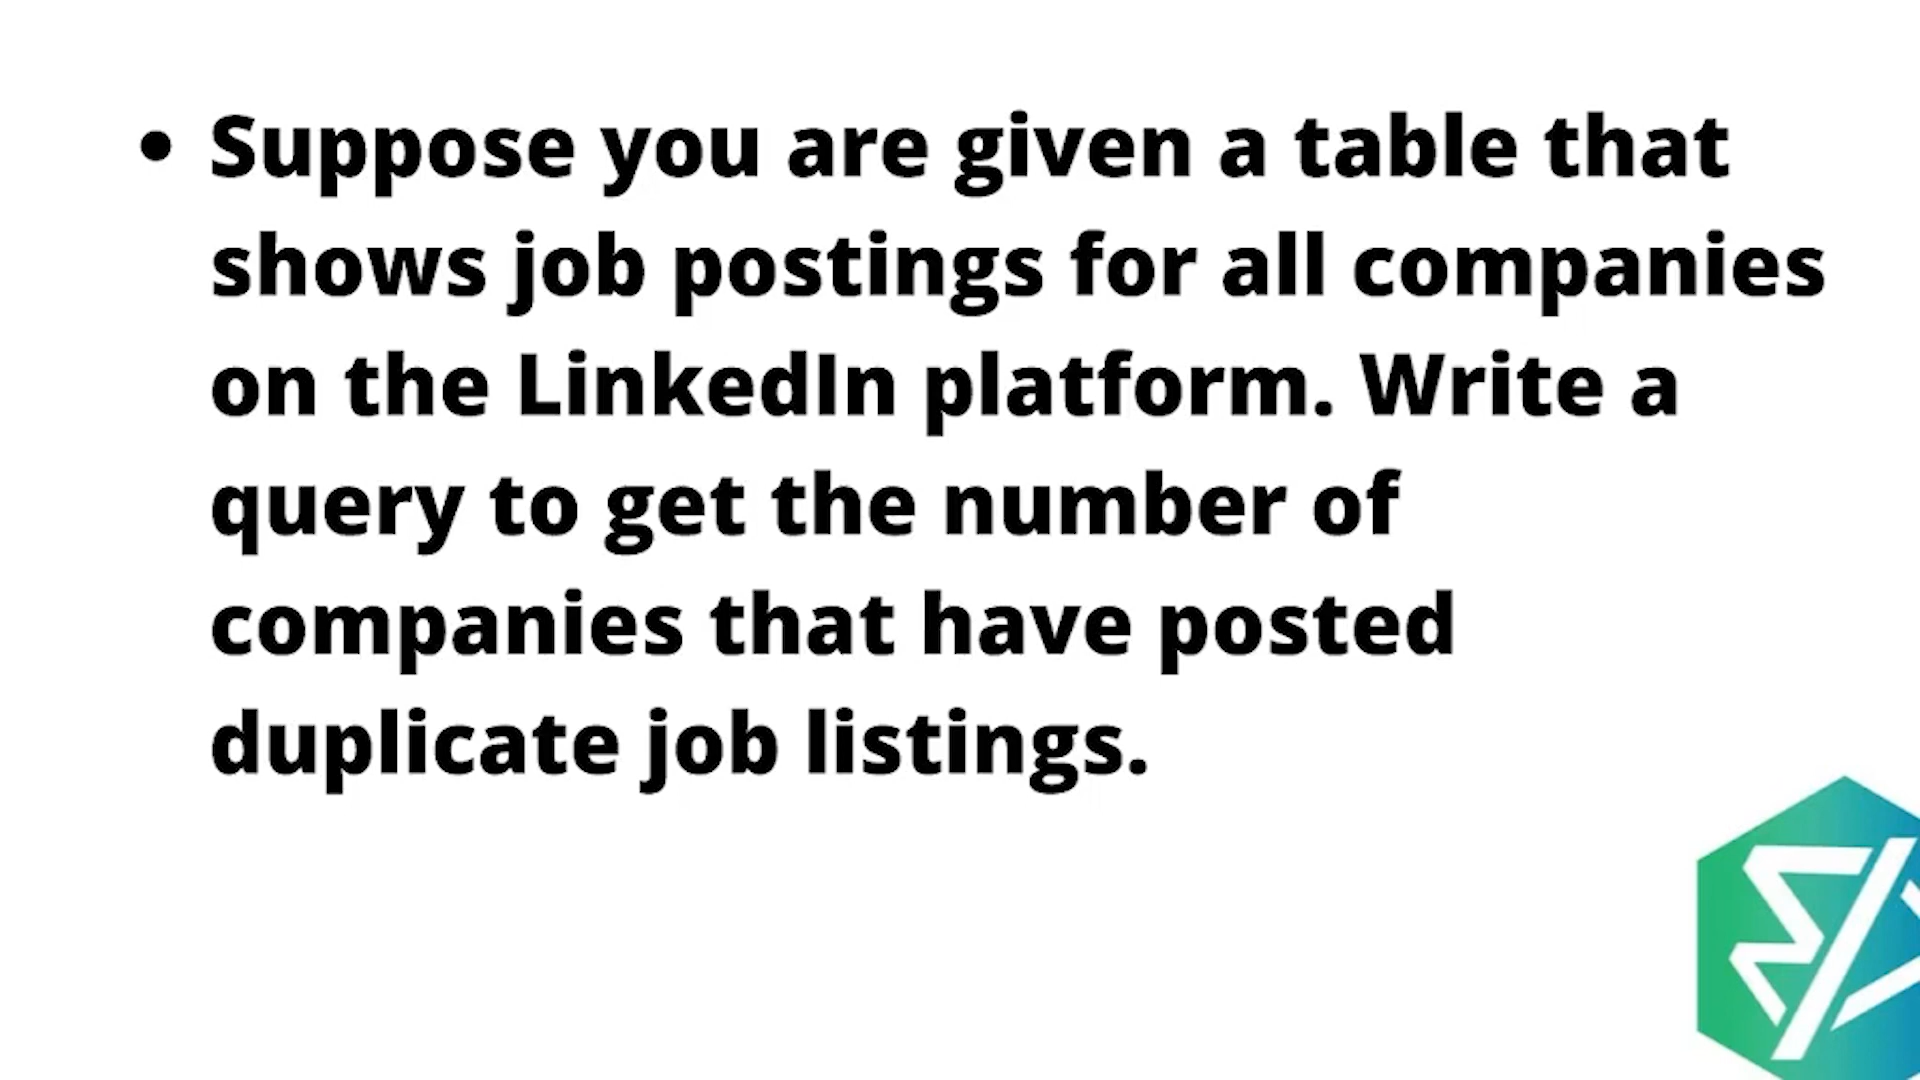 • Suppose you are given a table that
shows job postings for all companies
on the LinkedIn platform. Write a
query to get the number of
companies that have posted
duplicate job listings.